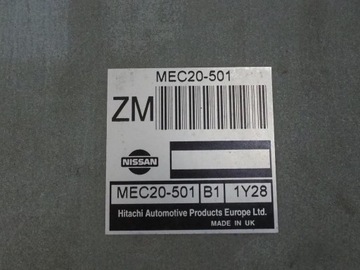 MEC20-501
ZM
NISSAN
MEC20-501 B1 1Y28
Hitachi Automotive Products Europe Ltd.
MADE IN UK